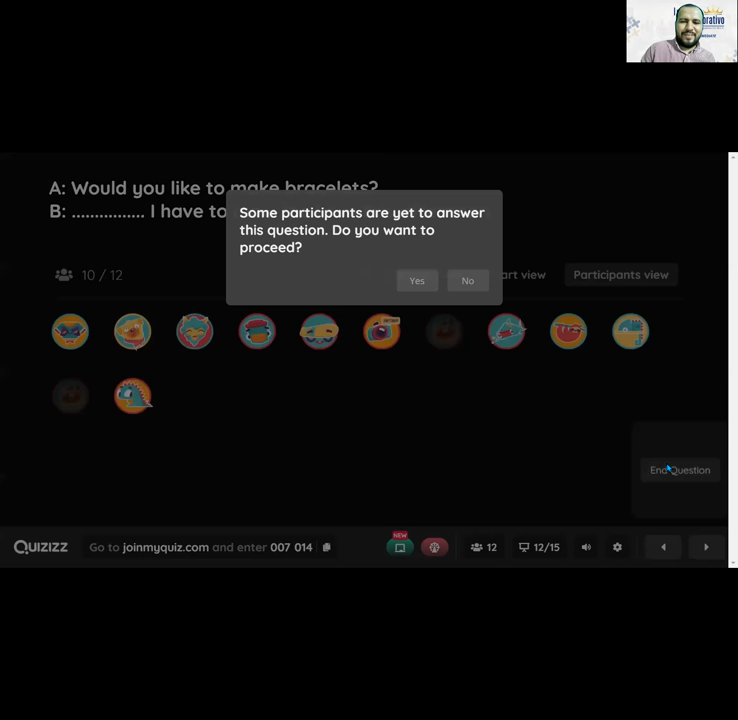 A: Would you like to make bracelets?
B: ................ I have to
Some participants are yet to answer
this question. Do you want to
proceed?
Yes
No
10 / 12
art view
Participants view
End Question
NEW
QUIZIZZ
Go to joinmyquiz.com and enter 007 014
12
12/15